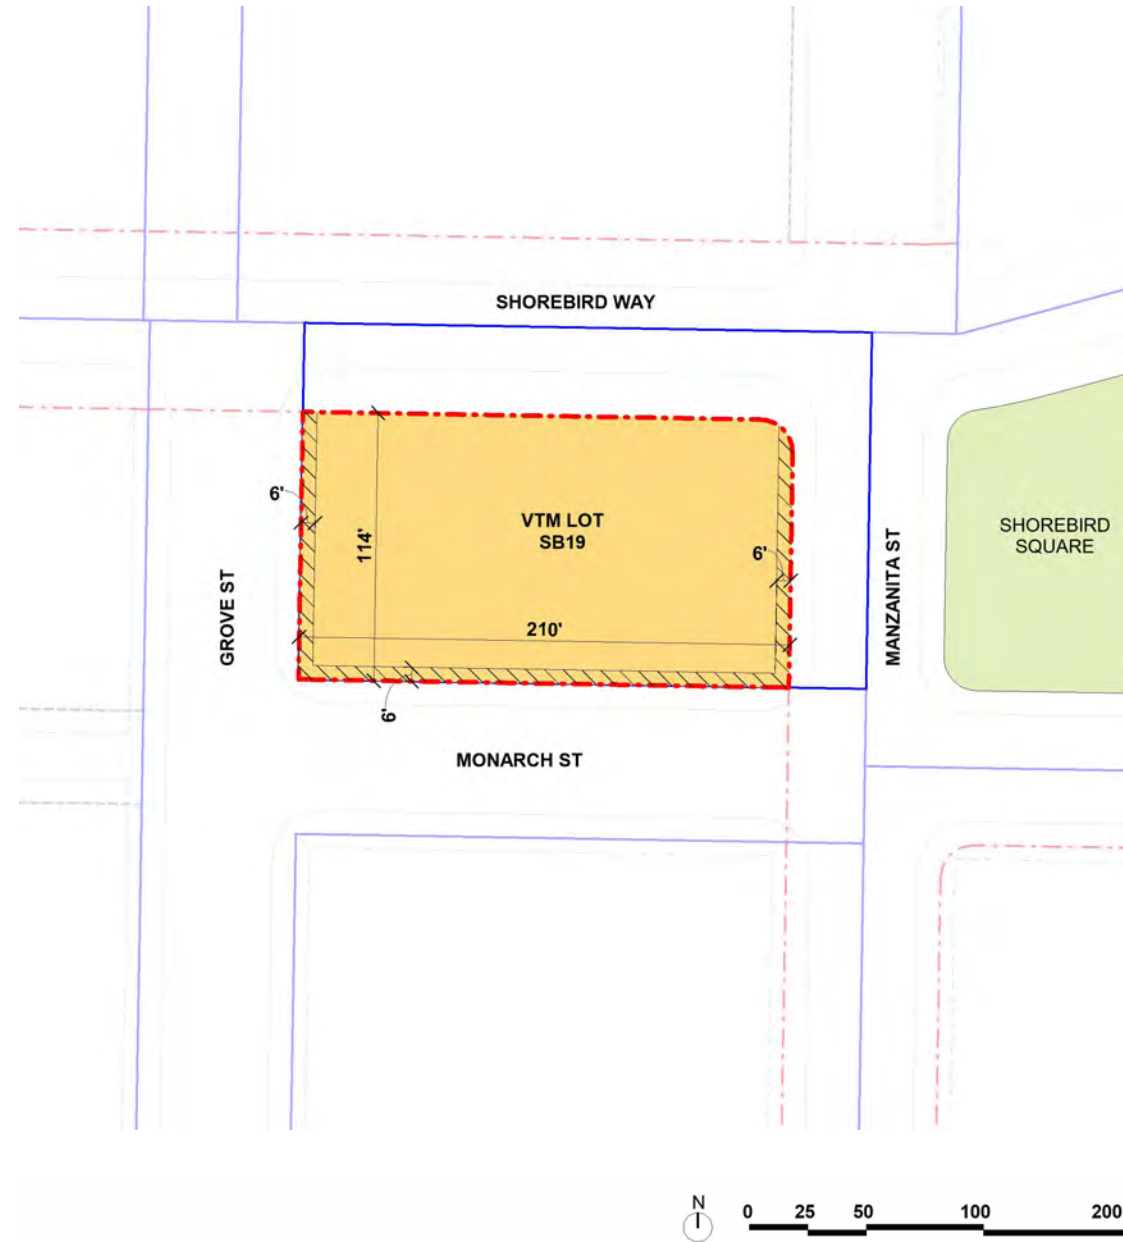 SHOREBIRD WAY
6'
114'
VTM LOT
SB19
6'
SHOREBIRD
SQUARE
GROVE ST
MANZANITA ST
210'
6'
MONARCH ST
N
0 25 50 100 200